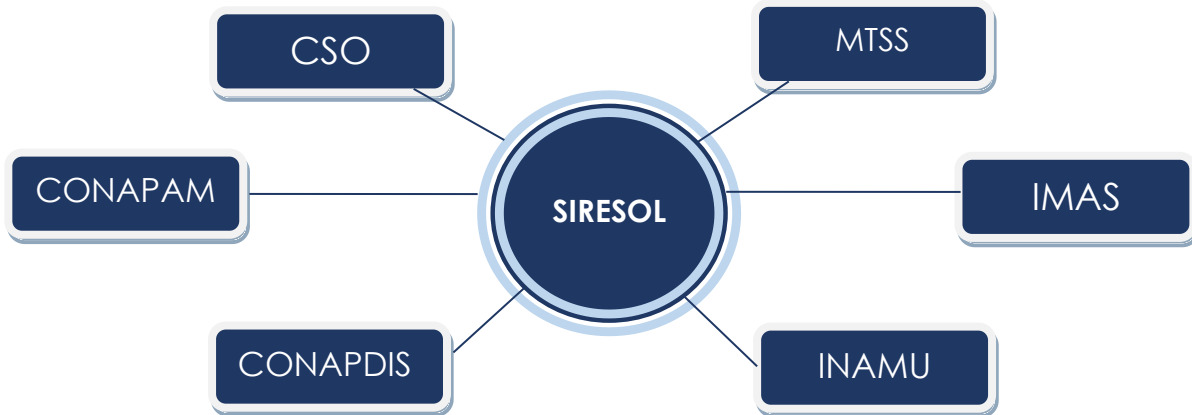 CSO
MTSS
CONAPAM
SIRESOL
IMAS
CONAPDIS
INAMU